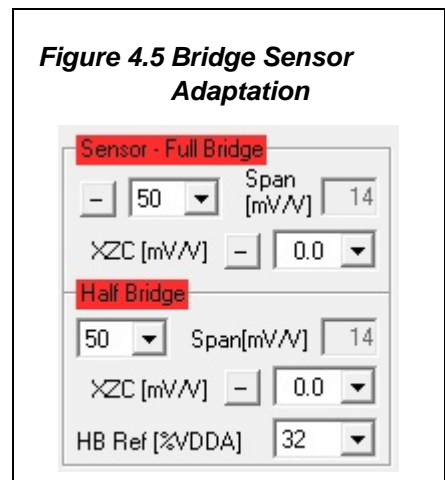 Figure 4.5 Bridge Sensor
Adaptation
Sensor - Full Bridge
- 50 Span [mV/V] 14
XZC [mV/V] - 0.0
Half Bridge
50 Span[mV/V] 14
XZC [mV/V] - 0.0
HB Ref [%VDDA] 32